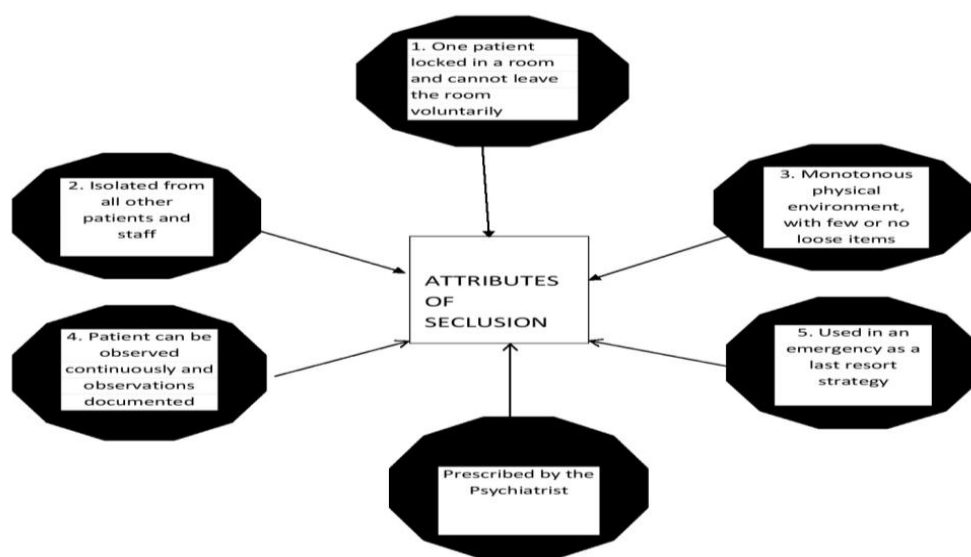 1. One patient
locked in a room
and cannot leave
the room
voluntarily
2. Isolated from
all other
patients and
staff
3. Monotonous
physical
environment,
with few or no
loose items
ATTRIBUTES
OF
SECLUSION
4. Patient can be
observed
continuously and
observations
documented
5. Used in an
emergency as a
last resort
strategy
Prescribed by the
Psychiatrist